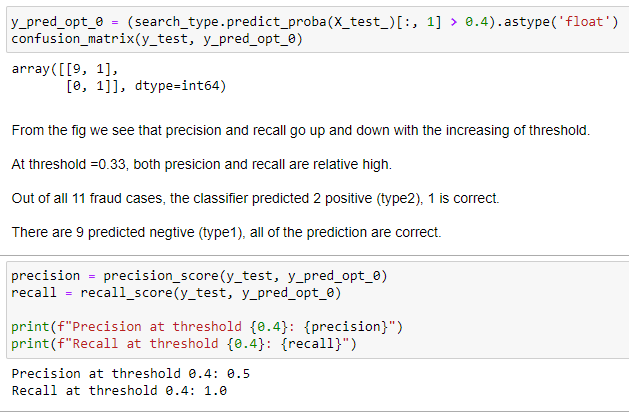 y_pred_opt_0 = (search_type.predict_proba(X_test_)[:, 1] > 0.4).astype('float')
confusion_matrix(y_test, y_pred_opt_0)
array([[9, 1],
       [0, 1]], dtype=int64)
From the fig we see that precision and recall go up and down with the increasing of threshold.
At threshold =0.33, both presicion and recall are relative high.
Out of all 11 fraud cases, the classifier predicted 2 positive (type2), 1 is correct.
There are 9 predicted negtive (type1), all of the prediction are correct.
precision = precision_score(y_test, y_pred_opt_0)
recall = recall_score(y_test, y_pred_opt_0)
print(f"Precision at threshold {0.4}: {precision}")
print(f"Recall at threshold {0.4}: {recall}")
Precision at threshold 0.4: 0.5
Recall at threshold 0.4: 1.0